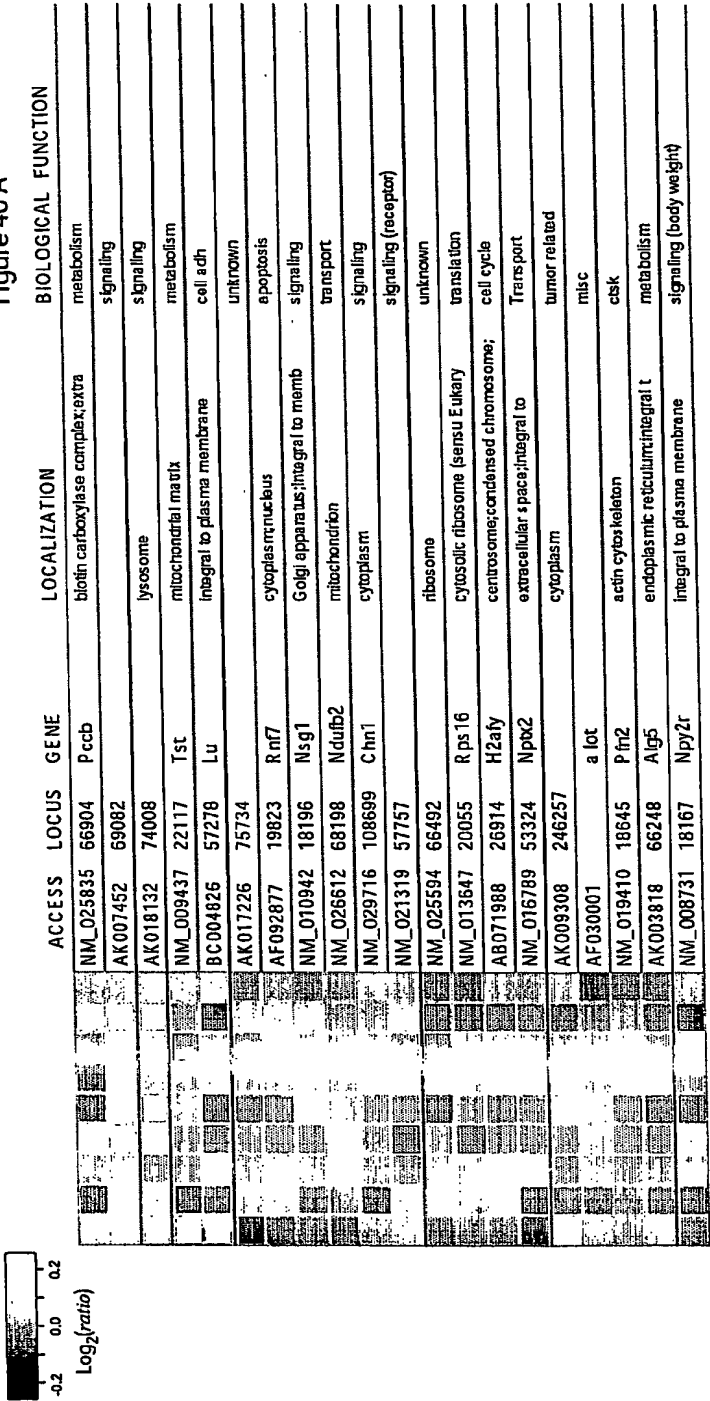 Figure 40 A
-0.2 0.0 0.2
Log2(ratio)
ACCESS LOCUS GENE LOCALIZATION BIOLOGICAL FUNCTION
NM_025835 66904 Pccb biotin carboxylase complex;extra metabolism
AK007452 69082 signaling
AK018132 74008 lysosome signaling
NM_009437 22117 Tst mitochondrial matrix metabolism
BC004826 57278 Lu integral to plasma membrane cell adh
AK017226 75734 unknown
AF092877 19823 Rnf7 cytoplasm;nucleus apoptosis
NM_010942 18196 Nsg1 Golgi apparatus;integral to memb signaling
NM_026612 68198 Ndufb2 mitochondrion transport
NM_029716 108699 Chn1 cytoplasm signaling
NM_021319 57757 signaling (receptor)
NM_025594 66492 ribosome unknown
NM_013647 20055 Rps16 cytosolic ribosome (sensu Eukary translation
AB071988 26914 H2afy centrosome;condensed chromosome; cell cycle
NM_016789 53324 Nptx2 extracellular space;integral to Transport
AK009308 246257 cytoplasm tumor related
AF030001 a lot misc
NM_019410 18645 Pfn2 actin cytoskeleton ctsk
AK003818 66248 Alg5 endoplasmic reticulum;integral t metabolism
NM_008731 18167 Npy2r integral to plasma membrane signaling (body weight)